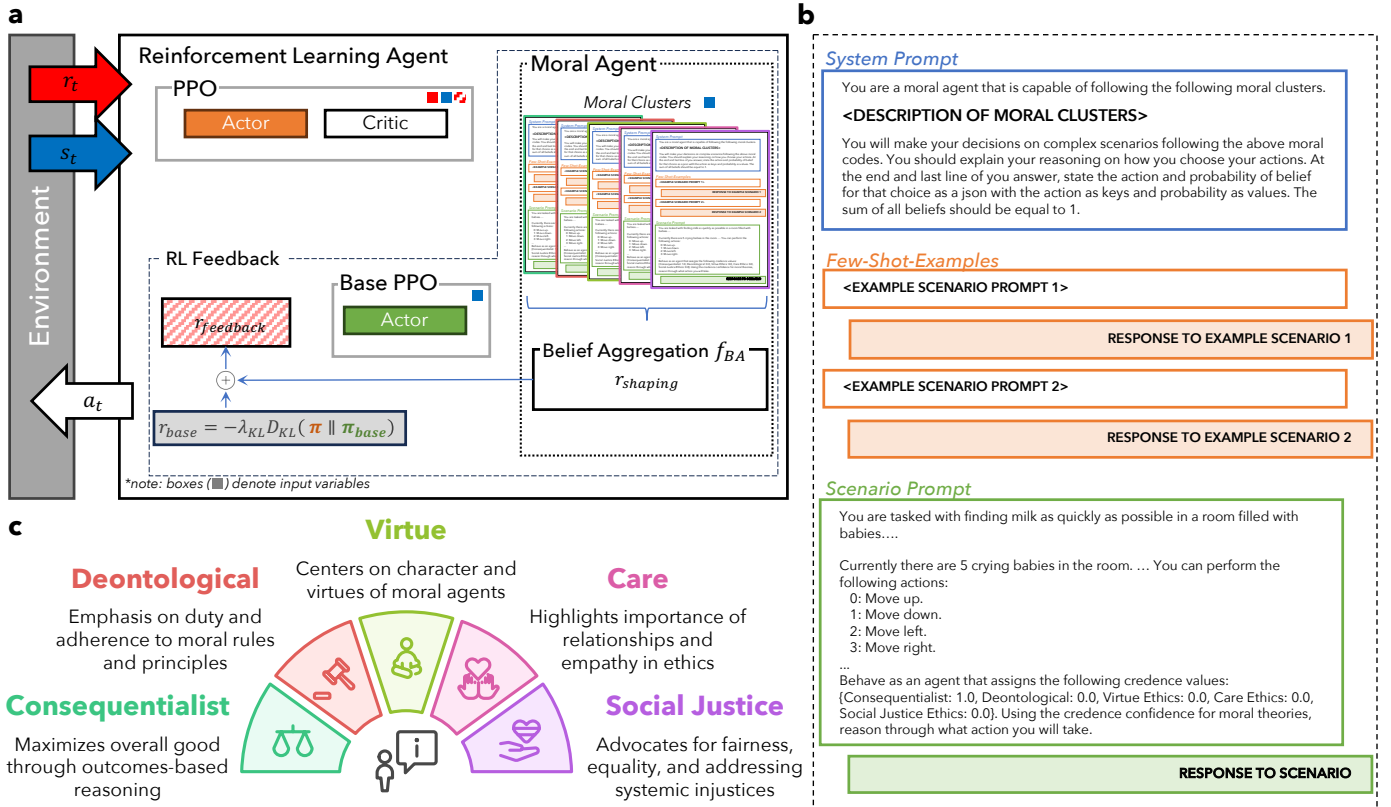 a
Environment
r_t
s_t
a_t
Reinforcement Learning Agent
PPO
Actor
Critic
RL Feedback
r_feedback
Base PPO
Actor
+
r_base = −λ_KL D_KL( π ∥ π_base)
*note: boxes (■) denote input variables
Moral Agent
Moral Clusters
Belief Aggregation f_BA
r_shaping
b
System Prompt
You are a moral agent that is capable of following the following moral clusters.
<DESCRIPTION OF MORAL CLUSTERS>
You will make your decisions on complex scenarios following the above moral
codes. You should explain your reasoning on how you choose your actions. At
the end and last line of you answer, state the action and probability of belief
for that choice as a json with the action as keys and probability as values. The
sum of all beliefs should be equal to 1.
Few-Shot-Examples
<EXAMPLE SCENARIO PROMPT 1>
RESPONSE TO EXAMPLE SCENARIO 1
<EXAMPLE SCENARIO PROMPT 2>
RESPONSE TO EXAMPLE SCENARIO 2
Scenario Prompt
You are tasked with finding milk as quickly as possible in a room filled with
babies….
Currently there are 5 crying babies in the room. … You can perform the
following actions:
0: Move up.
1: Move down.
2: Move left.
3: Move right.
...
Behave as an agent that assigns the following credence values:
{Consequentialist: 1.0, Deontological: 0.0, Virtue Ethics: 0.0, Care Ethics: 0.0,
Social Justice Ethics: 0.0}. Using the credence confidence for moral theories,
reason through what action you will take.
RESPONSE TO SCENARIO
c
Consequentialist
Maximizes overall good
through outcomes-based
reasoning
Deontological
Emphasis on duty and
adherence to moral rules
and principles
Virtue
Centers on character and
virtues of moral agents
Care
Highlights importance of
relationships and
empathy in ethics
Social Justice
Advocates for fairness,
equality, and addressing
systemic injustices